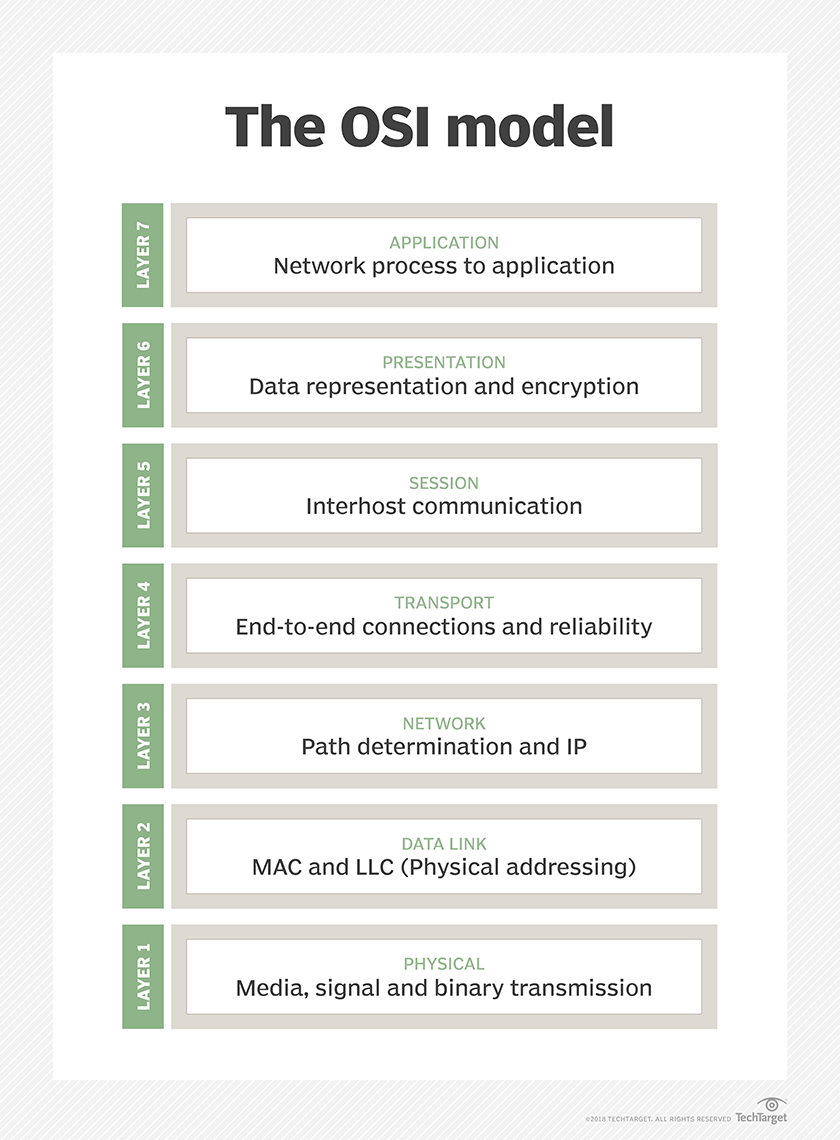 The OSI model
LAYER 7
APPLICATION
Network process to application
LAYER 6
PRESENTATION
Data representation and encryption
LAYER 5
SESSION
Interhost communication
LAYER 4
TRANSPORT
End-to-end connections and reliability
LAYER 3
NETWORK
Path determination and IP
LAYER 2
DATA LINK
MAC and LLC (Physical addressing)
LAYER 1
PHYSICAL
Media, signal and binary transmission
©2018 TECHTARGET. ALL RIGHTS RESERVED TechTarget